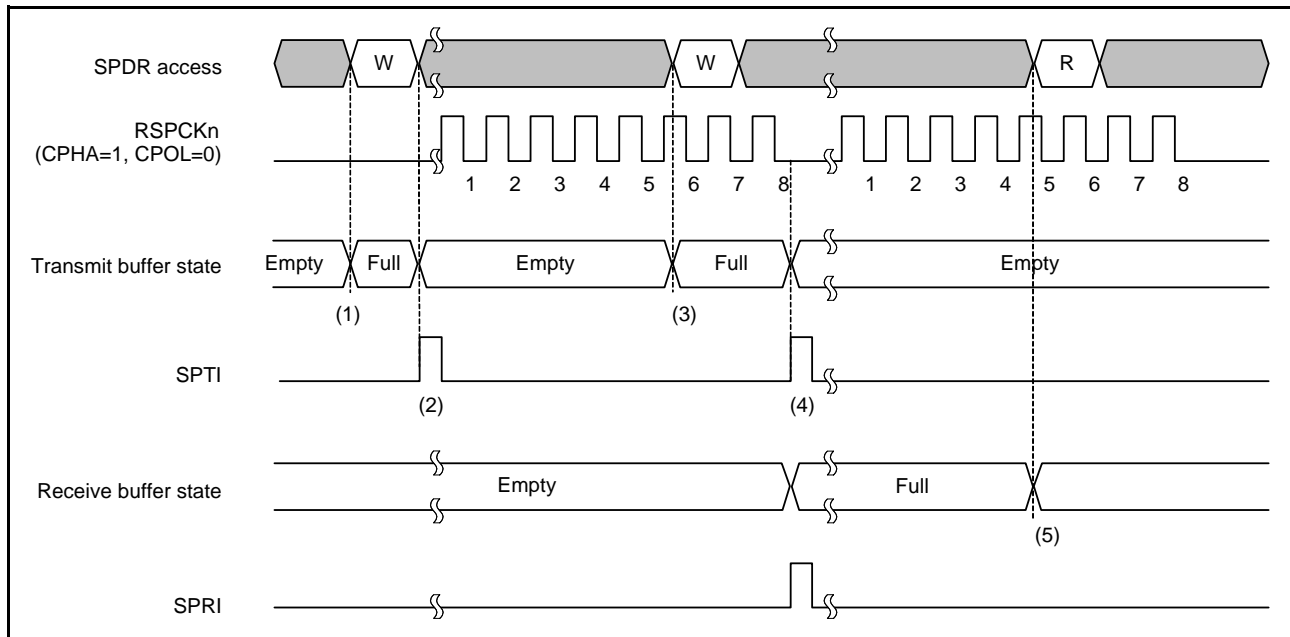 SPDR access
W
W
R
RSPCKn
(CPHA=1, CPOL=0)
1 2 3 4 5 6 7 8 1 2 3 4 5 6 7 8
Transmit buffer state
Empty Full Empty Full Empty
(1) (3)
SPTI
(2) (4)
Receive buffer state
Empty Full
(5)
SPRI